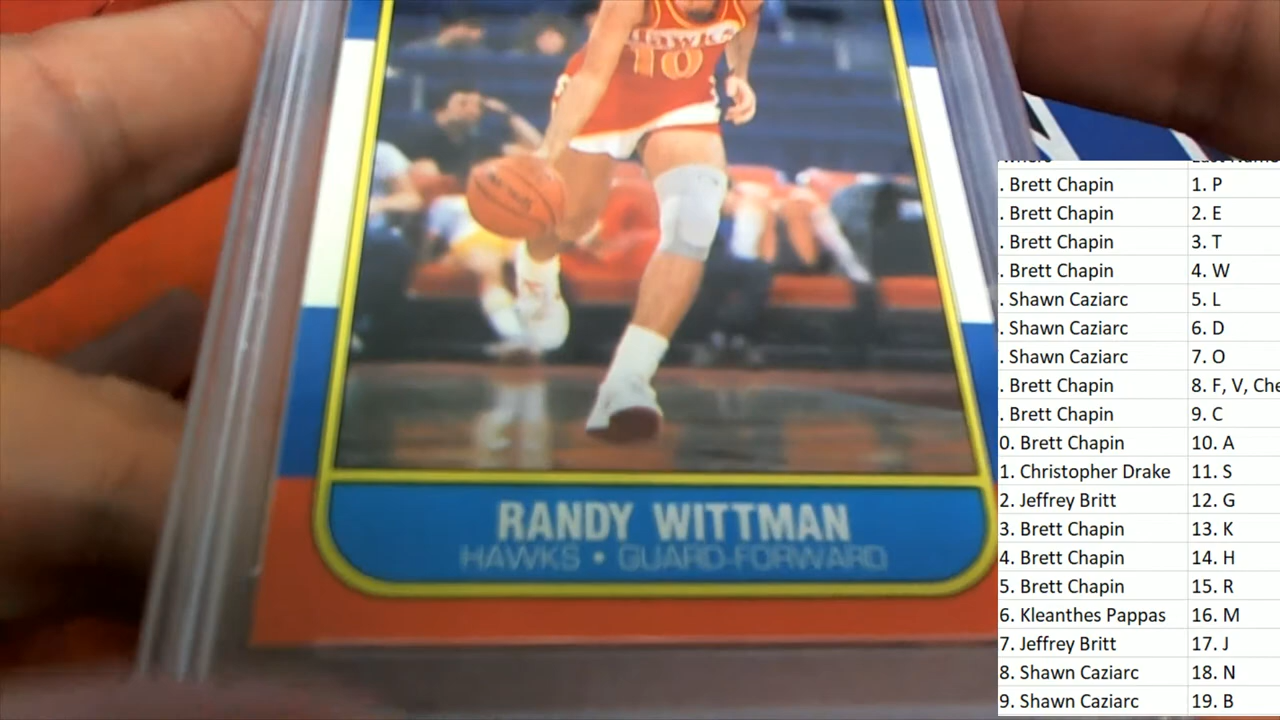 HAWKS
10
RANDY WITTMAN
HAWKS • GUARD-FORWARD
. Brett Chapin 1. P
. Brett Chapin 2. E
. Brett Chapin 3. T
. Brett Chapin 4. W
. Shawn Caziarc 5. L
. Shawn Caziarc 6. D
. Shawn Caziarc 7. O
. Brett Chapin 8. F, V, Che
. Brett Chapin 9. C
0. Brett Chapin 10. A
1. Christopher Drake 11. S
2. Jeffrey Britt 12. G
3. Brett Chapin 13. K
4. Brett Chapin 14. H
5. Brett Chapin 15. R
6. Kleanthes Pappas 16. M
7. Jeffrey Britt 17. J
8. Shawn Caziarc 18. N
9. Shawn Caziarc 19. B